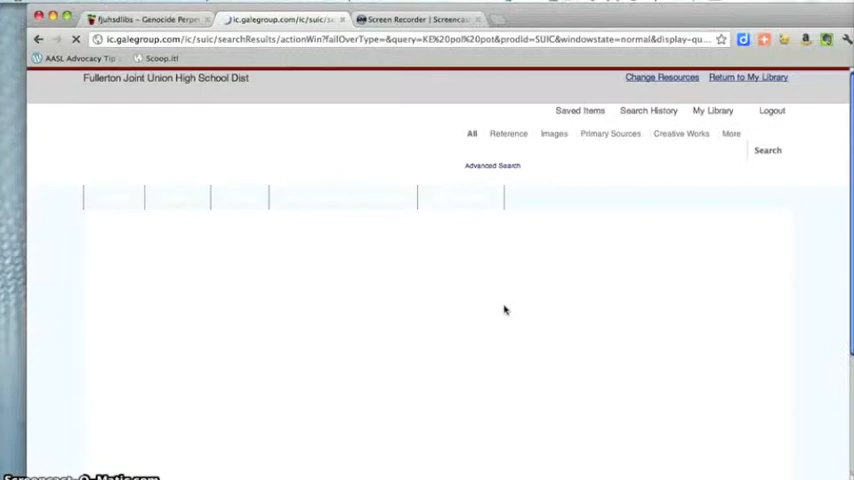 fjuhsdlibs – Genocide Perpe
ic.galegroup.com/ic/suic/se
Screen Recorder | Screencas
ic.galegroup.com/ic/suic/searchResults/actionWin?failOverType=&query=KE%20pol%20pot&prodId=SUIC&windowstate=normal&display-qu...
AASL Advocacy Tip
Scoop.it!
Fullerton Joint Union High School Dist
Change Resources Return to My Library
Saved Items Search History My Library Logout
All Reference Images Primary Sources Creative Works More
Search
Advanced Search
Screencast-O-Matic.com